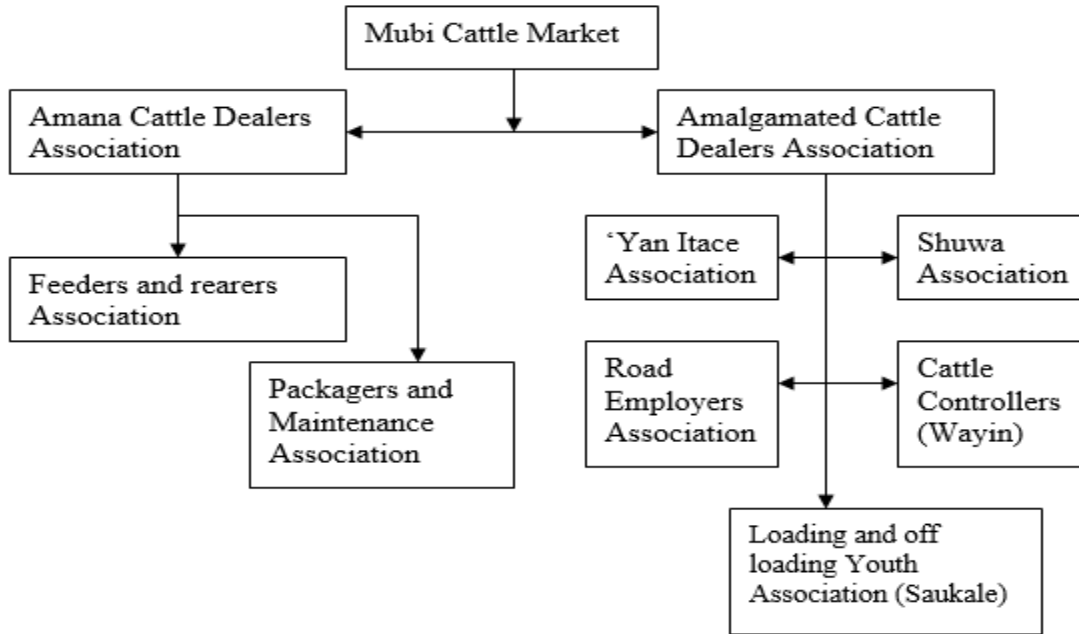 Mubi Cattle Market
Amana Cattle Dealers
Association
Amalgamated Cattle
Dealers Association
‘Yan Itace
Association
Shuwa
Association
Feeders and rearers
Association
Road
Employers
Association
Cattle
Controllers
(Wayin)
Packagers and
Maintenance
Association
Loading and off
loading Youth
Association (Saukale)